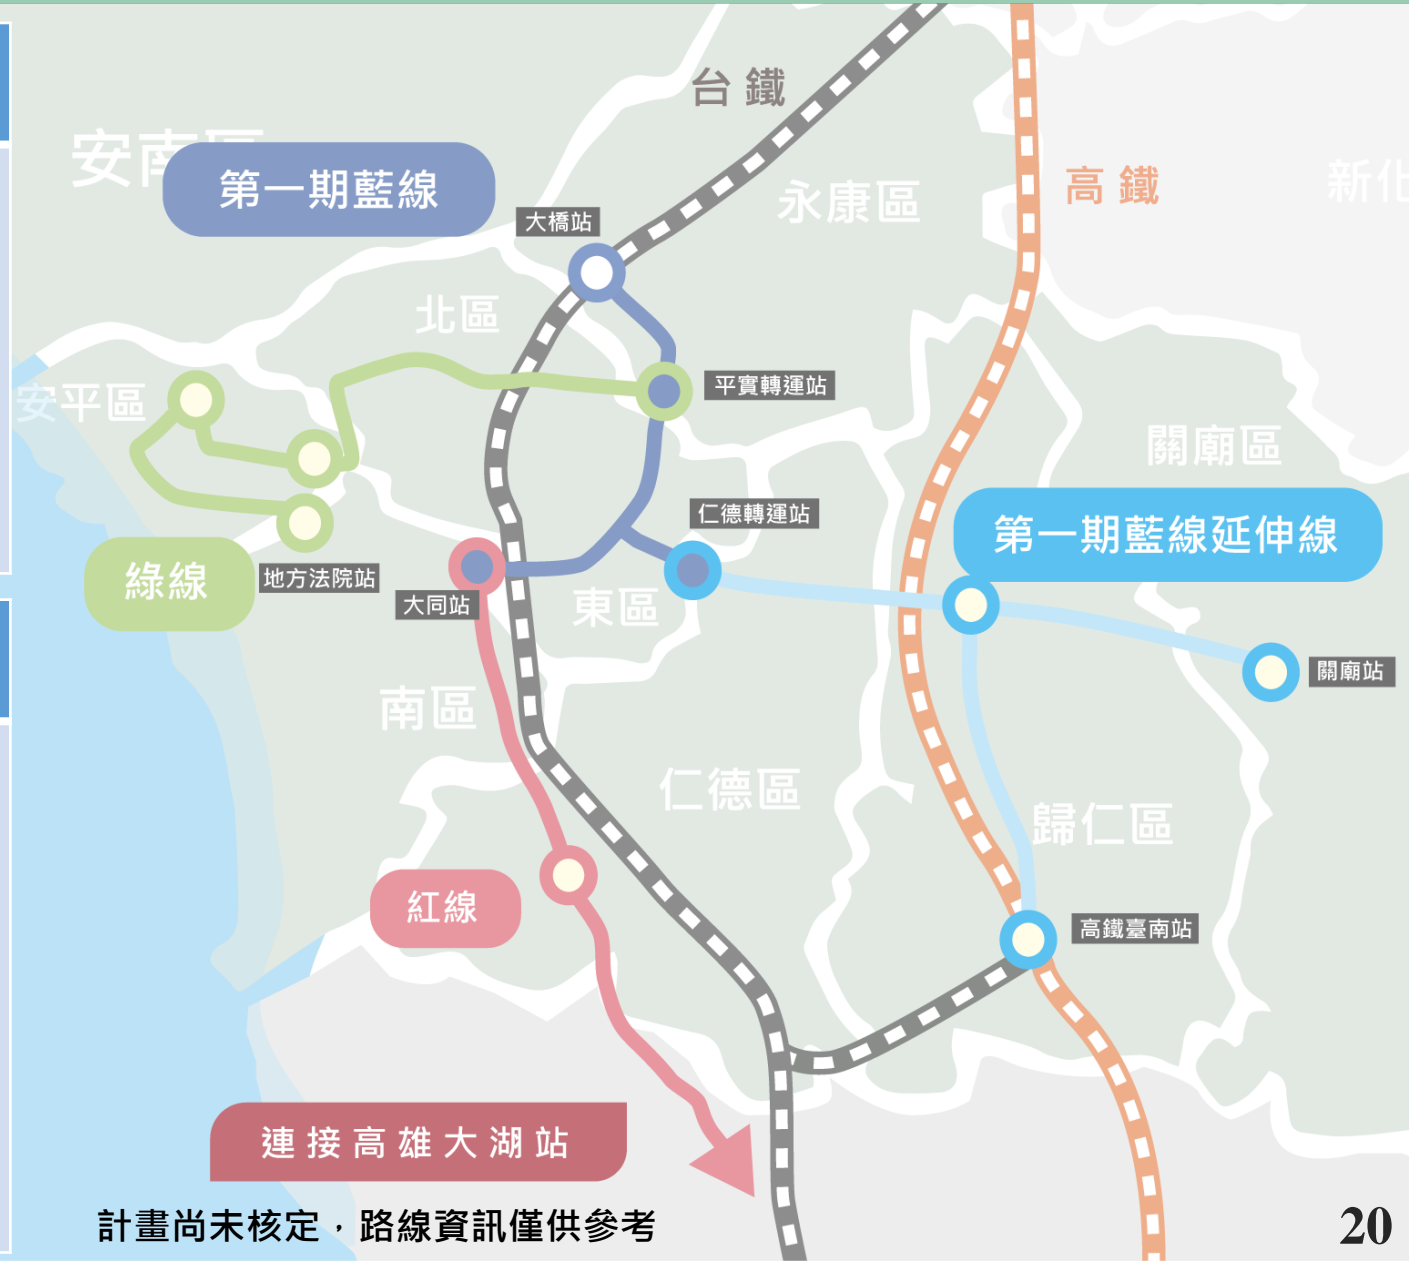 台鐵
安南區
第一期藍線
高鐵
新化
永康區
大橋站
北區
平實轉運站
安平區
關廟區
仁德轉運站
第一期藍線延伸線
綠線
地方法院站
大同站
東區
關廟站
南區
仁德區
歸仁區
紅線
高鐵臺南站
連接高雄大湖站
計畫尚未核定，路線資訊僅供參考
20